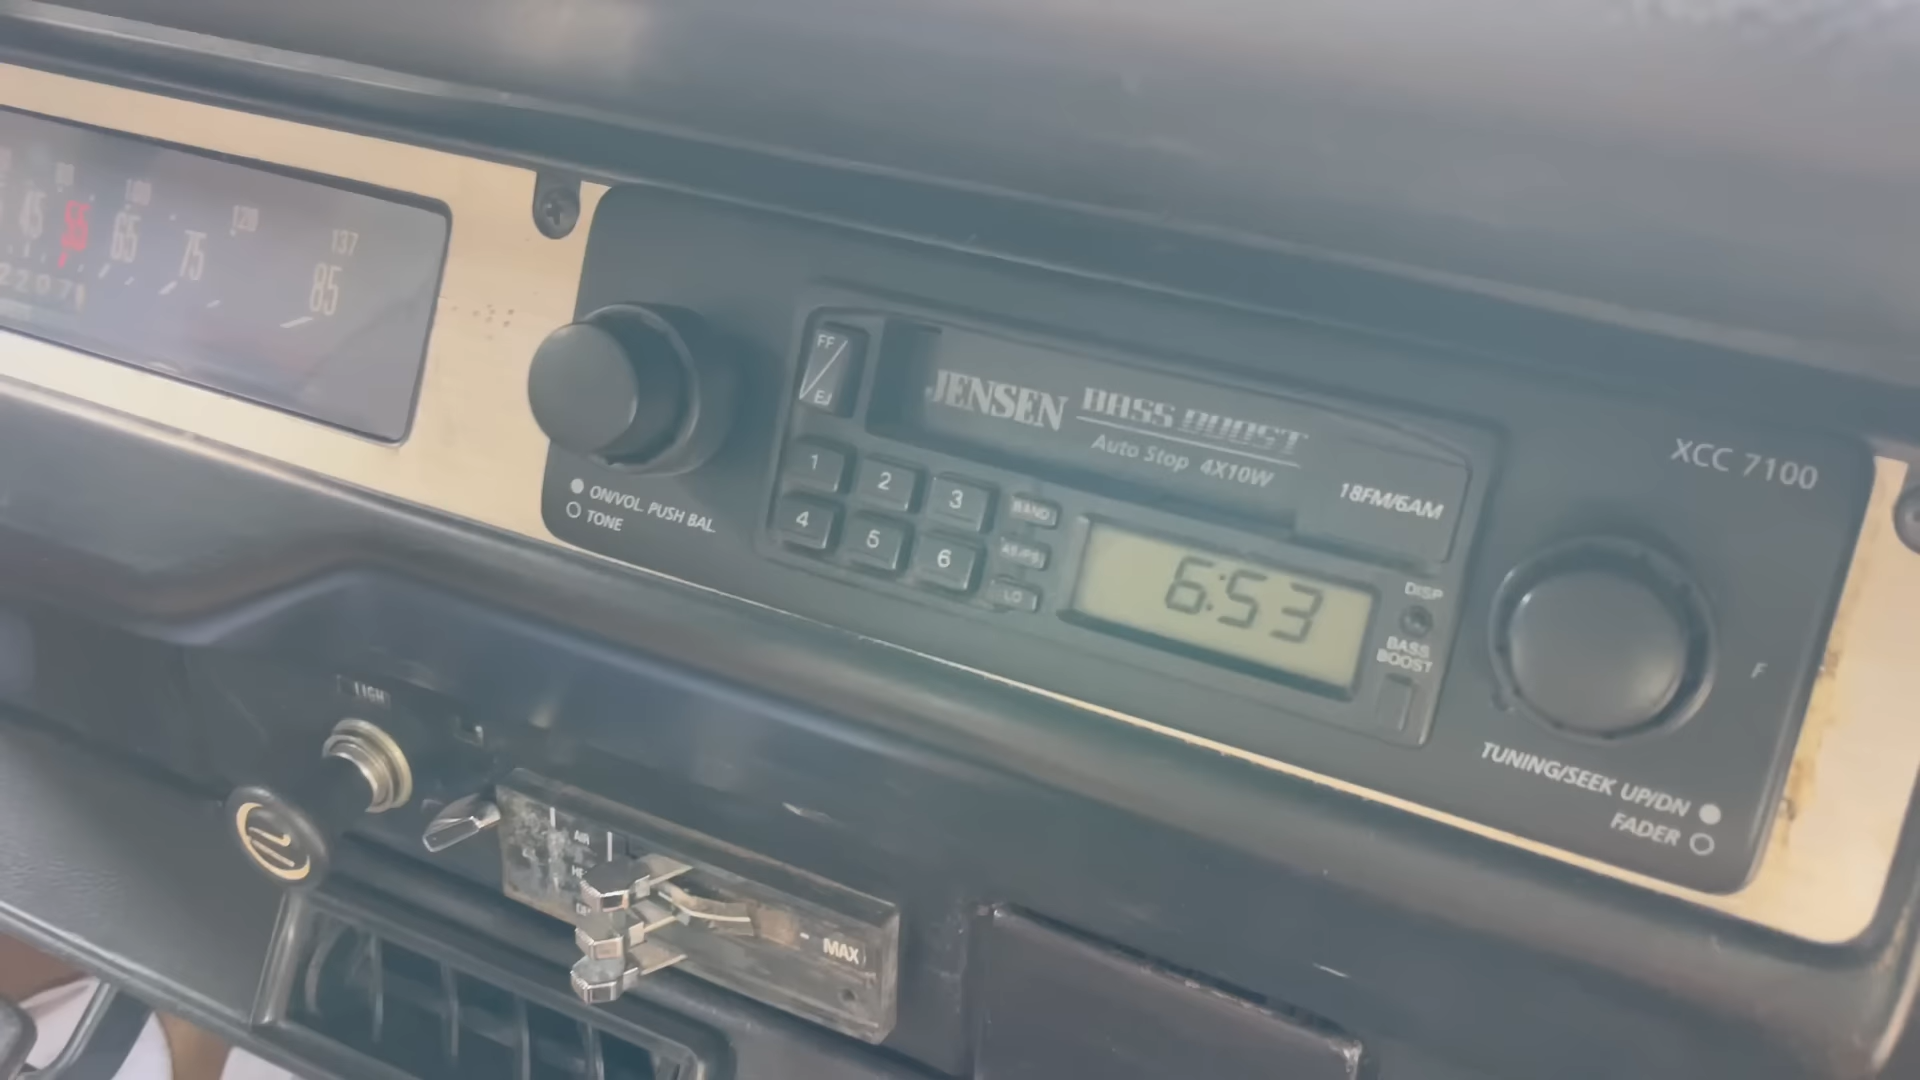 45 55 65 75 85
80 100 120 137
FF
EJ
JENSEN BASS BOOST
Auto Stop 4X10W
18FM/6AM
XCC 7100
1 2 3 BAND
4 5 6 AS/PS
LO
6:53
DISP
BASS
BOOST
ON/VOL. PUSH BAL.
TONE
F
TUNING/SEEK UP/DN
FADER
LIGH
AIR
MAX